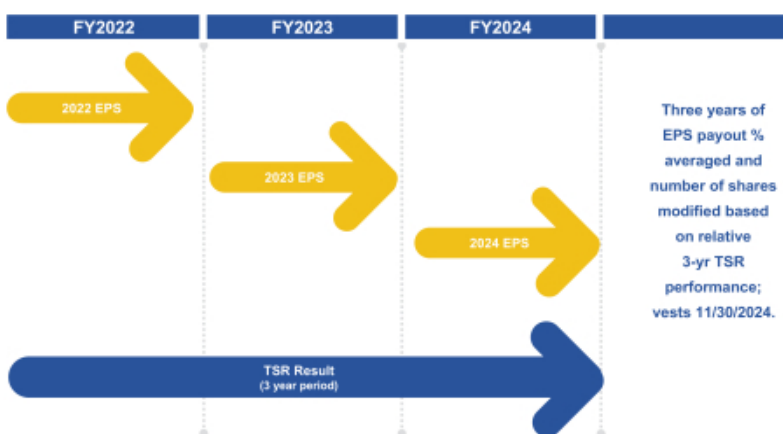 FY2022
FY2023
FY2024
2022 EPS
2023 EPS
2024 EPS
Three years of
EPS payout %
averaged and
number of shares
modified based
on relative
3-yr TSR
performance;
vests 11/30/2024.
TSR Result
(3 year period)